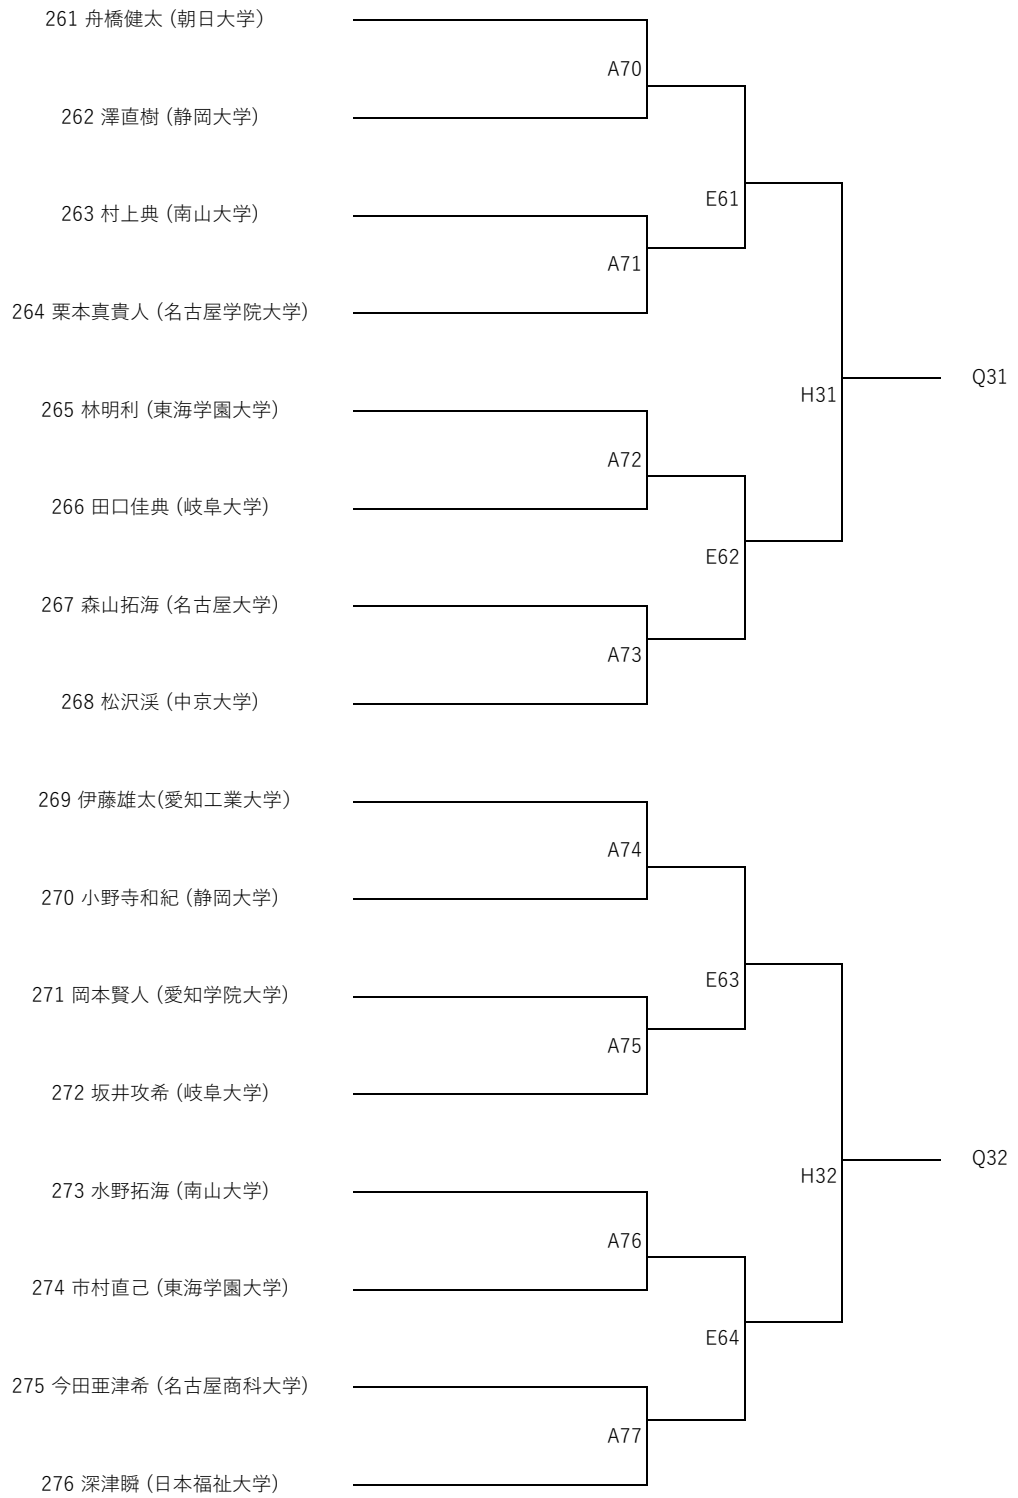 261 舟橋健太 (朝日大学)
A70
262 澤直樹 (静岡大学)
E61
263 村上典 (南山大学)
A71
264 栗本真貴人 (名古屋学院大学)
Q31
H31
265 林明利 (東海学園大学)
A72
266 田口佳典 (岐阜大学)
E62
267 森山拓海 (名古屋大学)
A73
268 松沢渓 (中京大学)
269 伊藤雄太(愛知工業大学)
A74
270 小野寺和紀 (静岡大学)
E63
271 岡本賢人 (愛知学院大学)
A75
272 坂井攻希 (岐阜大学)
Q32
H32
273 水野拓海 (南山大学)
A76
274 市村直己 (東海学園大学)
E64
275 今田亜津希 (名古屋商科大学)
A77
276 深津瞬 (日本福祉大学)